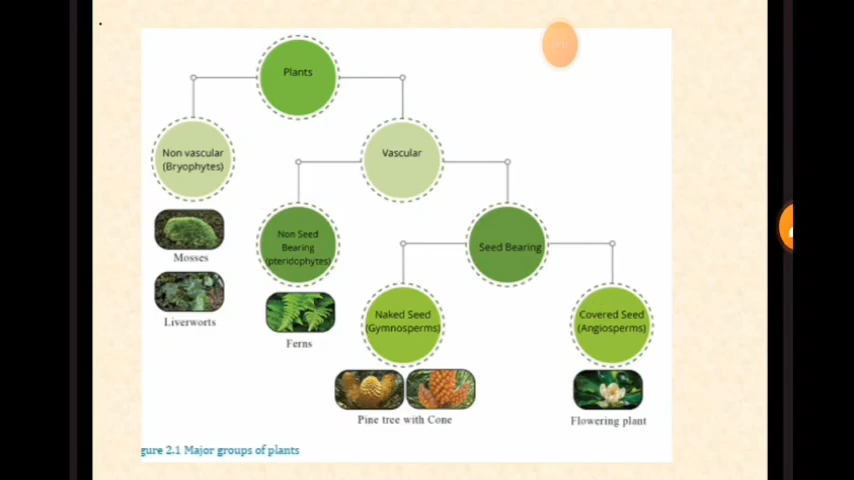 Plants
Non vascular
(Bryophytes)
Vascular
Mosses
Liverworts
Non Seed
Bearing
(pteridophytes)
Seed Bearing
Ferns
Naked Seed
(Gymnosperms)
Covered Seed
(Angiosperms)
Pine tree with Cone
Flowering plant
gure 2.1 Major groups of plants